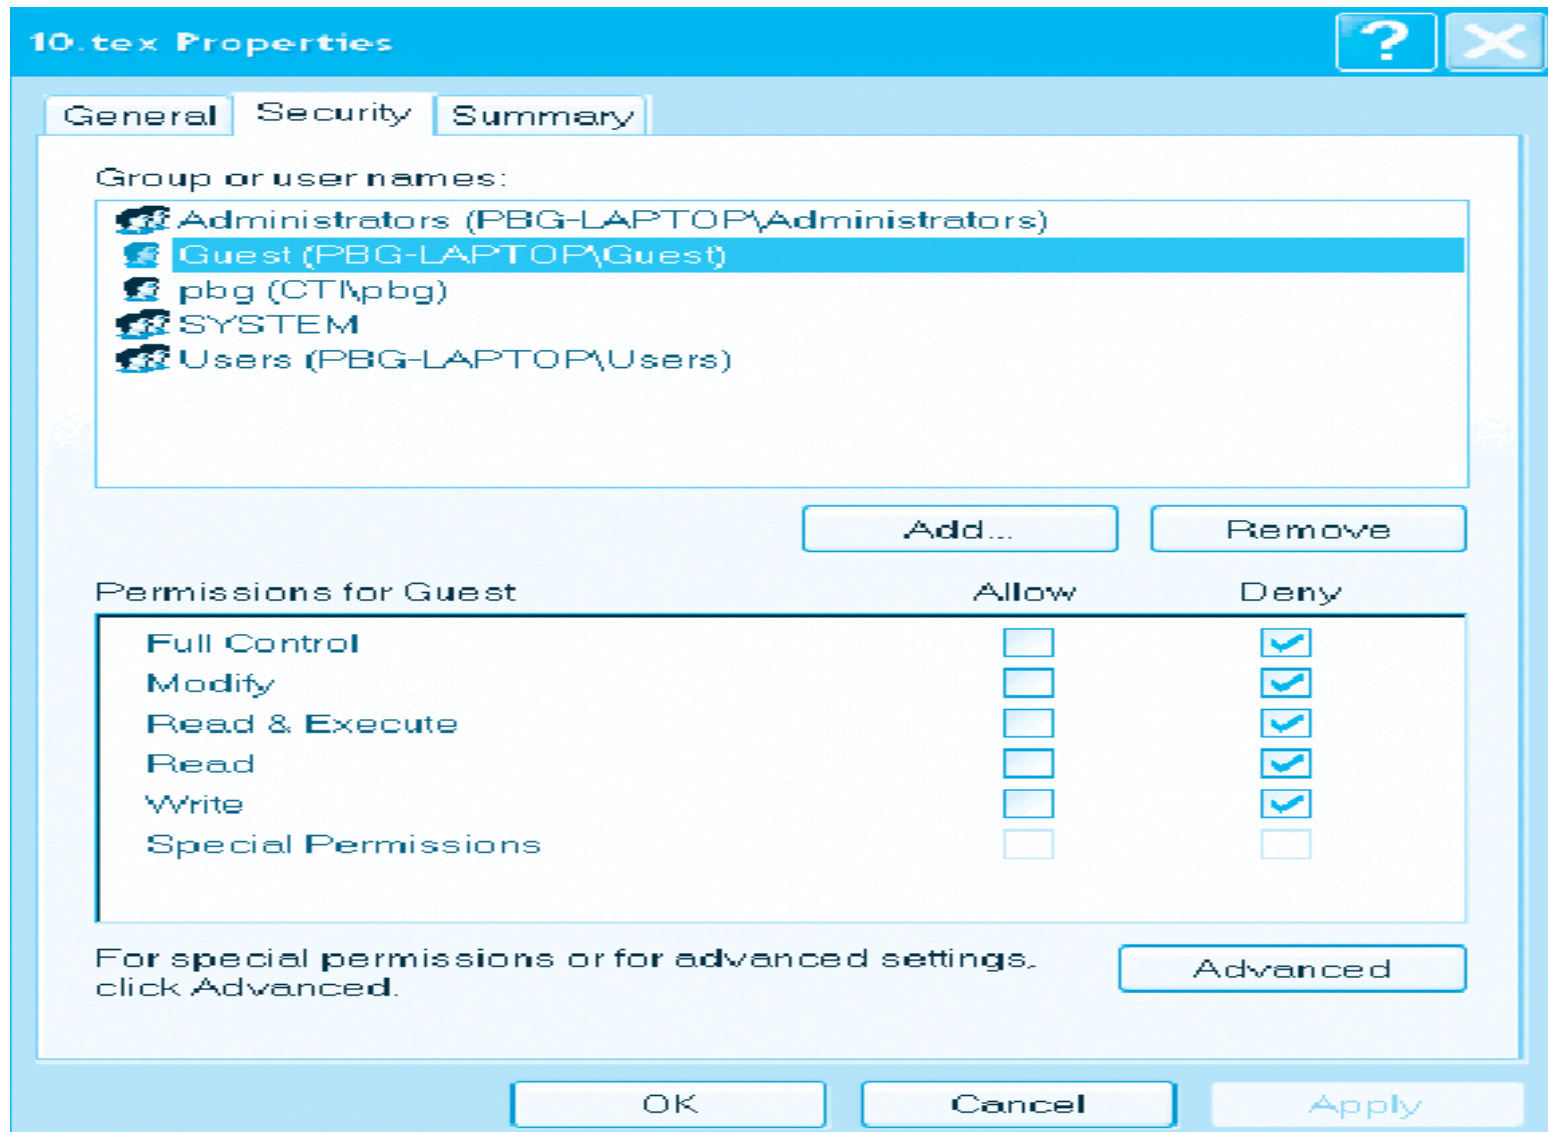 10.tex Properties
General Security Summary
Group or user names:
Administrators (PBG-LAPTOP\Administrators)
Guest (PBG-LAPTOP\Guest)
pbg (CTI\pbg)
SYSTEM
Users (PBG-LAPTOP\Users)
Add... Remove
Permissions for Guest Allow Deny
Full Control
Modify
Read & Execute
Read
Write
Special Permissions
For special permissions or for advanced settings,
click Advanced.
Advanced
OK Cancel Apply